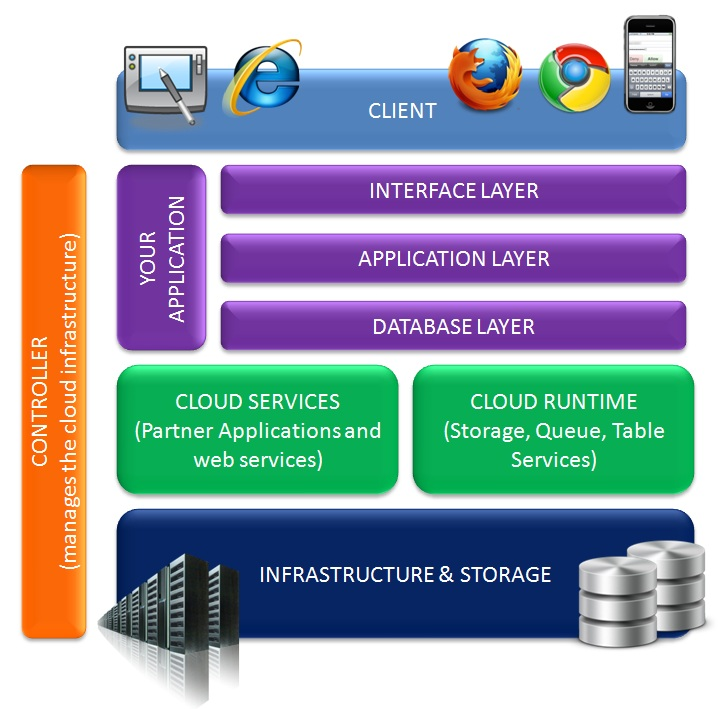 CLIENT
CONTROLLER
(manages the cloud infrastructure)
YOUR
APPLICATION
INTERFACE LAYER
APPLICATION LAYER
DATABASE LAYER
CLOUD SERVICES
(Partner Applications and
web services)
CLOUD RUNTIME
(Storage, Queue, Table
Services)
INFRASTRUCTURE & STORAGE